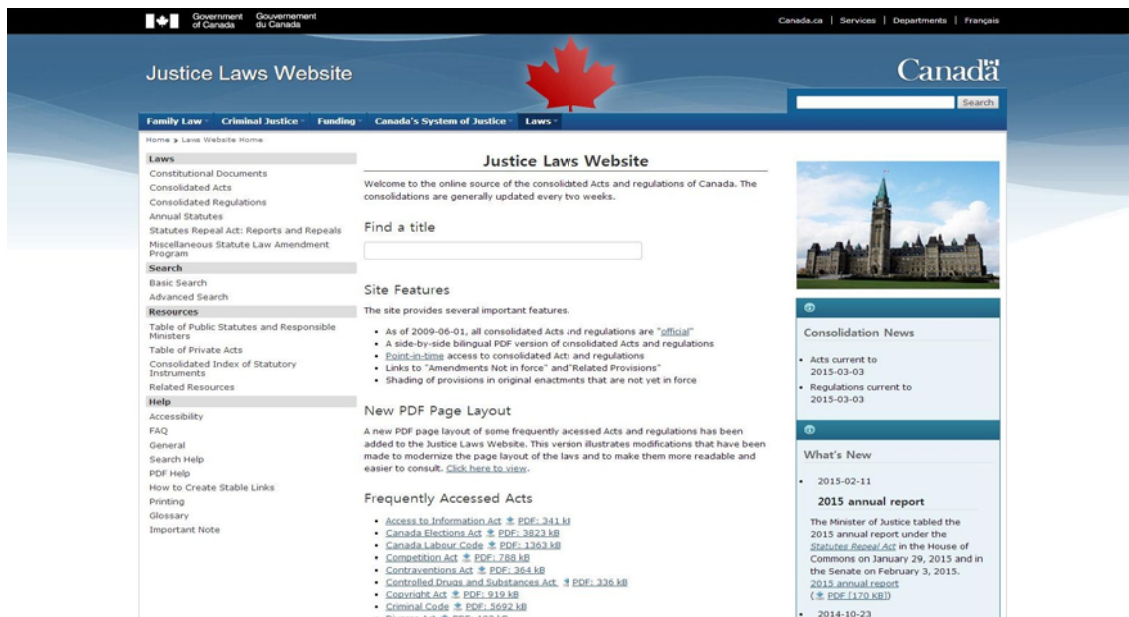 Government of Canada
Gouvernement du Canada
Canada.ca | Services | Departments | Français
Justice Laws Website
Canada
Search
Family Law
Criminal Justice
Funding
Canada's System of Justice
Laws
Home > Laws Website Home
Laws
Constitutional Documents
Consolidated Acts
Consolidated Regulations
Annual Statutes
Statutes Repeal Act: Reports and Repeals
Miscellaneous Statute Law Amendment
Program
Search
Basic Search
Advanced Search
Resources
Table of Public Statutes and Responsible
Ministers
Table of Private Acts
Consolidated Index of Statutory
Instruments
Related Resources
Help
Accessibility
FAQ
General
Search Help
PDF Help
How to Create Stable Links
Printing
Glossary
Important Note
Justice Laws Website
Welcome to the online source of the consolidated Acts and regulations of Canada. The
consolidations are generally updated every two weeks.
Find a title
Site Features
The site provides several important features.
• As of 2009-06-01, all consolidated Acts and regulations are "official"
• A side-by-side bilingual PDF version of consolidated Acts and regulations
• Point-in-time access to consolidated Acts and regulations
• Links to "Amendments Not in force" and "Related Provisions"
• Shading of provisions in original enactments that are not yet in force
New PDF Page Layout
A new PDF page layout of some frequently accessed Acts and regulations has been
added to the Justice Laws Website. This version illustrates modifications that have been
made to modernize the page layout of the laws and to make them more readable and
easier to consult. Click here to view.
Frequently Accessed Acts
• Access to Information Act PDF: 341 k
• Canada Elections Act PDF: 3823 kB
• Canada Labour Code PDF: 1363 kB
• Competition Act PDF: 788 kB
• Contraventions Act PDF: 364 kB
• Controlled Drugs and Substances Act PDF: 336 kB
• Copyright Act PDF: 919 kB
• Criminal Code PDF: 5692 kB
Consolidation News
• Acts current to
2015-03-03
• Regulations current to
2015-03-03
What's New
• 2015-02-11
2015 annual report
The Minister of Justice tabled the
2015 annual report under the
Statutes Repeal Act in the House of
Commons on January 29, 2015 and in
the Senate on February 3, 2015.
2015 annual report
( PDF [170 KB])
• 2014-10-23